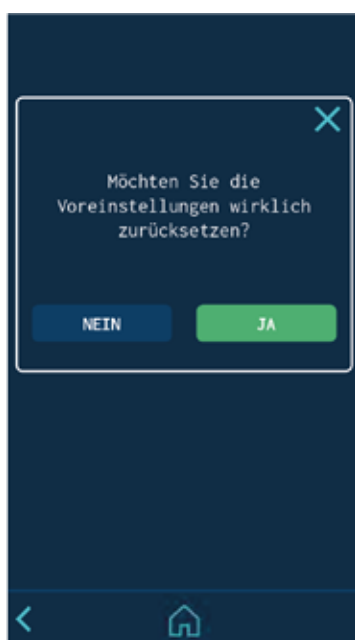 Möchten Sie die
Voreinstellungen wirklich
zurücksetzen?
NEIN
JA